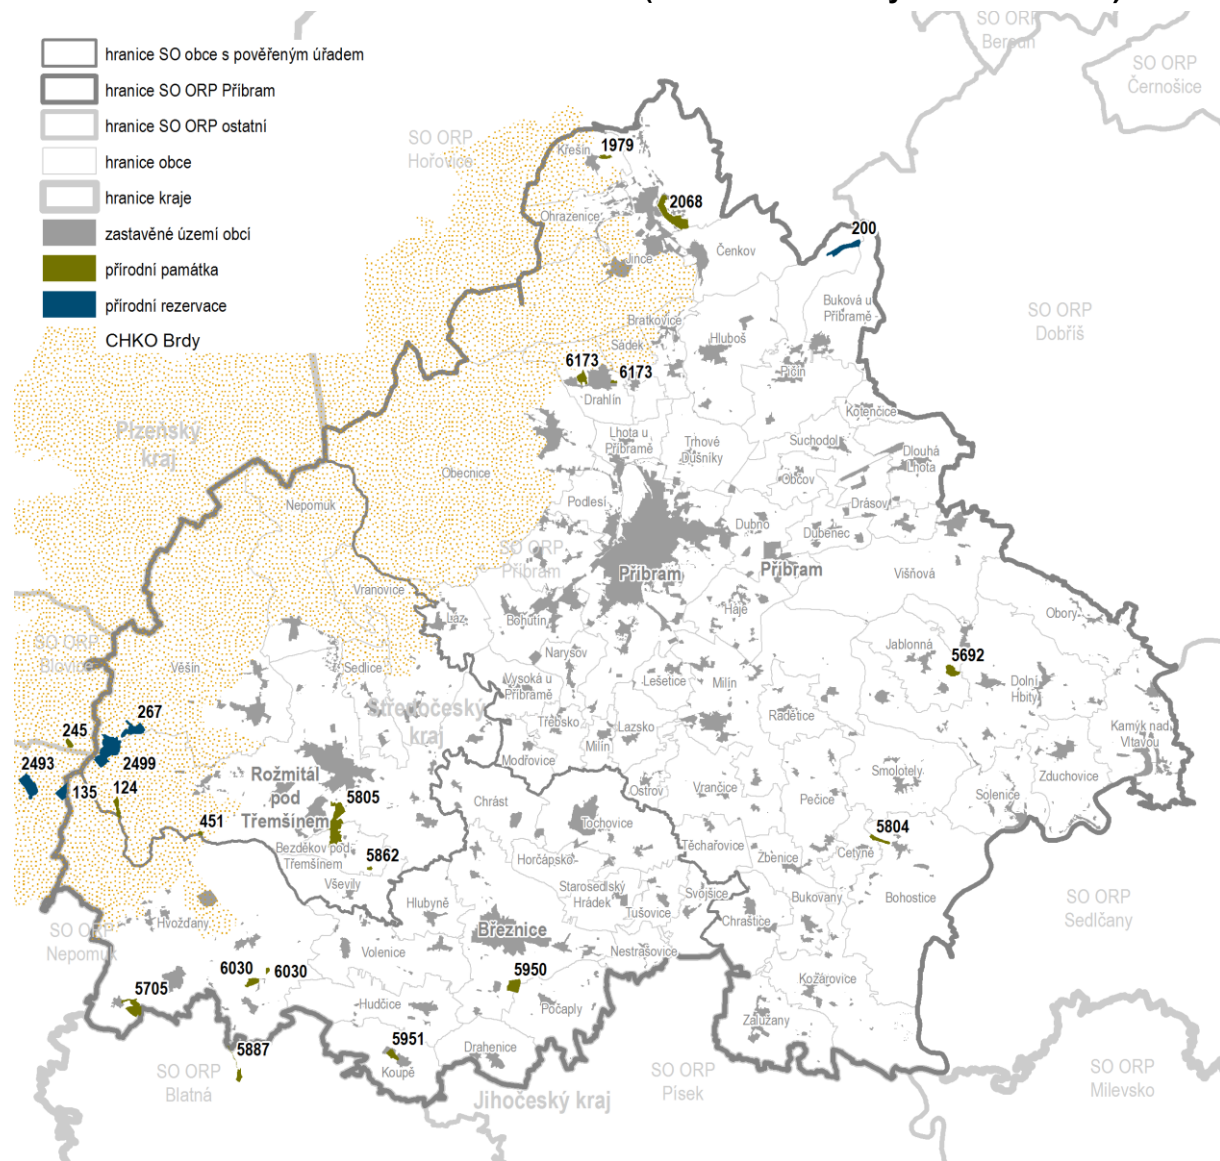 hranice SO obce s pověřeným úřadem
hranice SO ORP Příbram
hranice SO ORP ostatní
hranice obce
hranice kraje
zastavěné území obcí
přírodní památka
přírodní rezervace
CHKO Brdy
SO ORP
Beroun
SO ORP
Černošice
SO ORP
Hořovice
Křešín
1979
2068
200
Ohrazenice
Jince
Čenkov
Buková u
Příbramě
SO ORP
Dobříš
Bratkovice
Hluboš
Sádek
6173
6173
Pičín
Drahlín
Kotenčice
Plzeňský
kraj
Lhota u
Příbramě
Trhové
Dušníky
Suchodol
Dlouhá
Lhota
Obecnice
Občov
Nepomuk
Podlesí
Drásov
Dubno
Dubenec
SO ORP
Příbram
Příbram
Příbram
Višňová
Vranovice
Láz
Bohutín
Háje
Obory
SO ORP
Blovice
Věšín
Sedlice
Narysov
Jablonná
5692
Vysoká u
Příbramě
Lešetice
Milín
Dolní
Hbity
Středočeský
kraj
267
245
Třebsko
Lazsko
Radětice
Kamýk nad
Vltavou
Milín
2493
2499
Modřovice
Zduchovice
135
124
Rožmitál
pod
Třemšínem
5805
Chrást
Ostrov
Vrančice
Smolotely
Solenice
Pečice
451
Tochovice
5804
Bezděkov pod
Třemšínem
5862
Horčápsko
Těchařovice
Zbenice
Cetyně
Vševily
Starosedlský
Hrádek
Svojšice
Bukovany
Bohostice
SO ORP
Sedlčany
Hvožďany
Hlubyně
Tušovice
Chraštice
SO ORP
Nepomuk
Březnice
Volenice
Nestrašovice
6030
6030
5950
Kožárovice
5705
Hudčice
Počaply
Zalužany
5887
5951
Drahenice
Koupě
SO ORP
Blatná
SO ORP
Písek
SO ORP
Milevsko
Jihočeský kraj